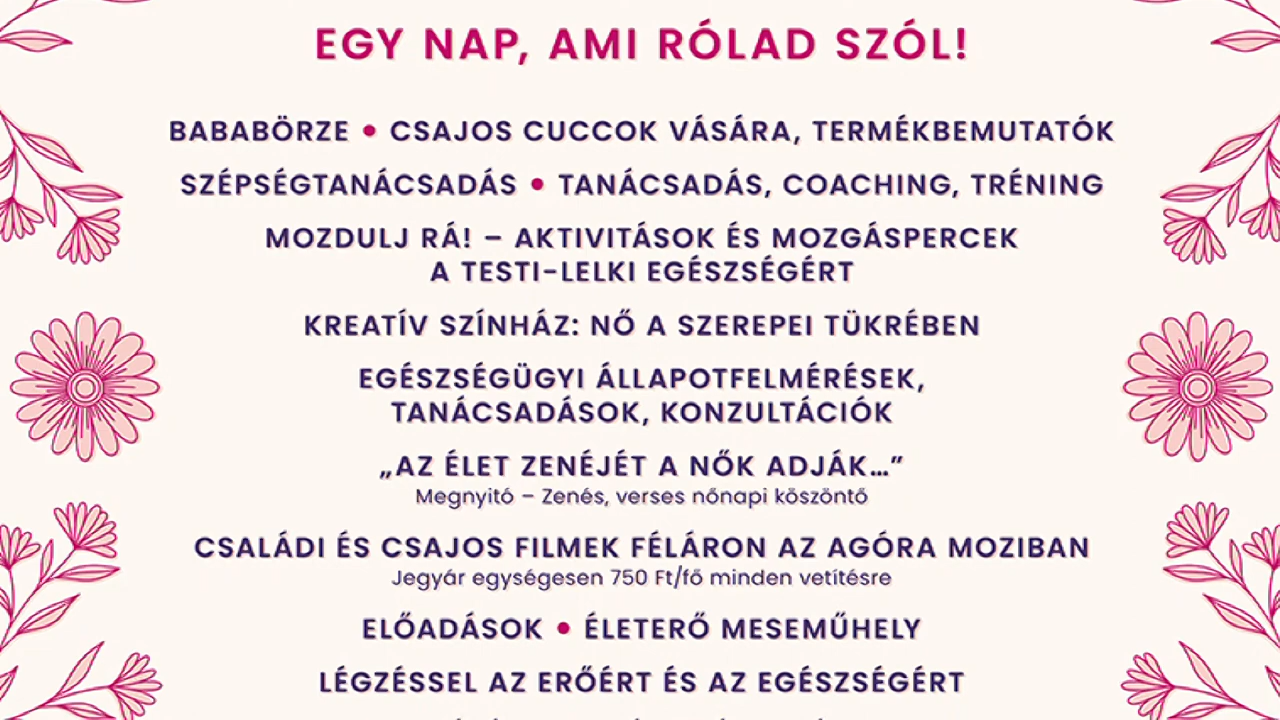 EGY NAP, AMI RÓLAD SZÓL!
BABABÖRZE • CSAJOS CUCCOK VÁSÁRA, TERMÉKBEMUTATÓK
SZÉPSÉGTANÁCSADÁS • TANÁCSADÁS, COACHING, TRÉNING
MOZDULJ RÁ! – AKTIVITÁSOK ÉS MOZGÁSPERCEK
A TESTI-LELKI EGÉSZSÉGÉRT
KREATÍV SZÍNHÁZ: NŐ A SZEREPEI TÜKRÉBEN
EGÉSZSÉGÜGYI ÁLLAPOTFELMÉRÉSEK,
TANÁCSADÁSOK, KONZULTÁCIÓK
„AZ ÉLET ZENÉJÉT A NŐK ADJÁK…”
Megnyitó – Zenés, verses nőnapi köszöntő
CSALÁDI ÉS CSAJOS FILMEK FÉLÁRON AZ AGÓRA MOZIBAN
Jegyár egységesen 750 Ft/fő minden vetítésre
ELŐADÁSOK • ÉLETERŐ MESEMŰHELY
LÉGZÉSSEL AZ ERŐÉRT ÉS AZ EGÉSZSÉGÉRT